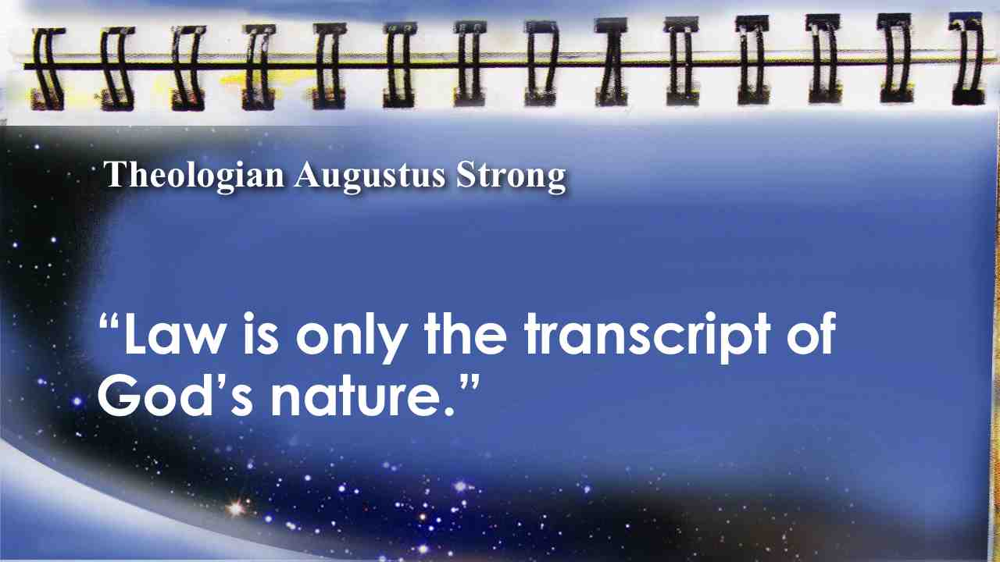 Theologian Augustus Strong
“Law is only the transcript of
God’s nature.”